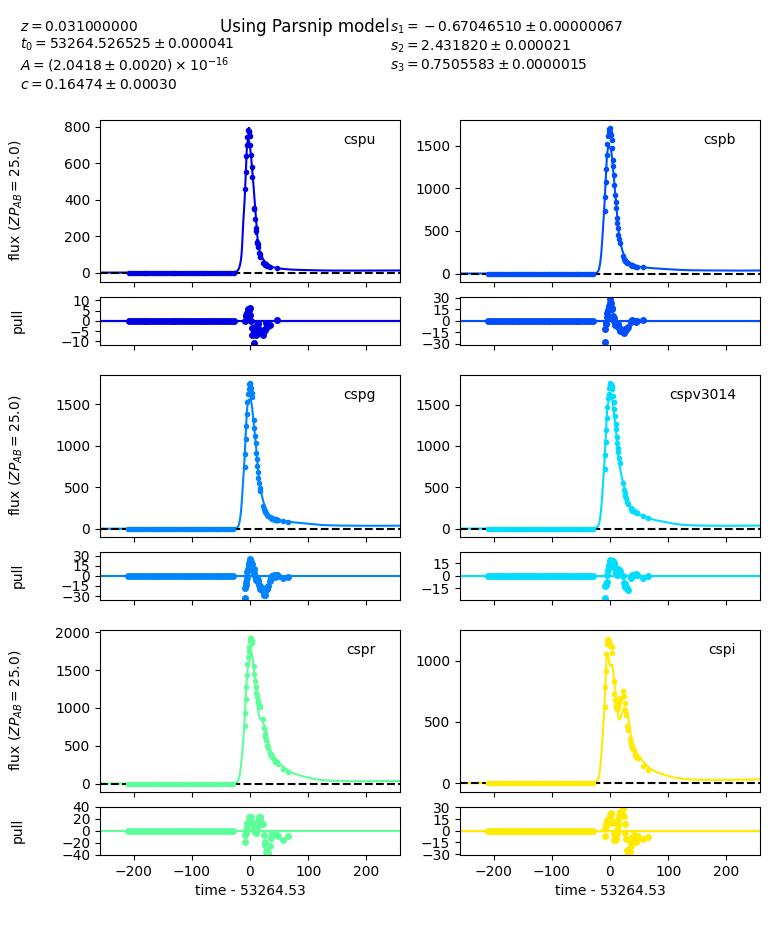 Using Parsnip model
z = 0.031000000
t₀ = 53264.526525 ± 0.000041
A = (2.0418 ± 0.0020) × 10⁻¹⁶
c = 0.16474 ± 0.00030
s₁ = −0.67046510 ± 0.00000067
s₂ = 2.431820 ± 0.000021
s₃ = 0.7505583 ± 0.0000015
flux (ZP_AB = 25.0)
800
600
400
200
0
cspu
1500
1000
500
0
cspb
pull
10
5
0
−5
−10
30
15
0
−15
−30
flux (ZP_AB = 25.0)
1500
1000
500
0
cspg
1500
1000
500
0
cspv3014
pull
30
15
0
−15
−30
15
0
−15
flux (ZP_AB = 25.0)
2000
1500
1000
500
0
cspr
1000
500
0
cspi
pull
40
20
0
−20
−40
30
15
0
−15
−30
−200 −100 0 100 200
−200 −100 0 100 200
time - 53264.53
time - 53264.53